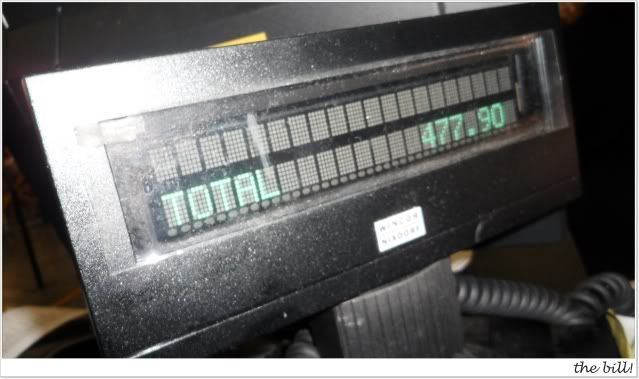 TOTAL 477.90
WINCOR
NIXDORF
the bill!